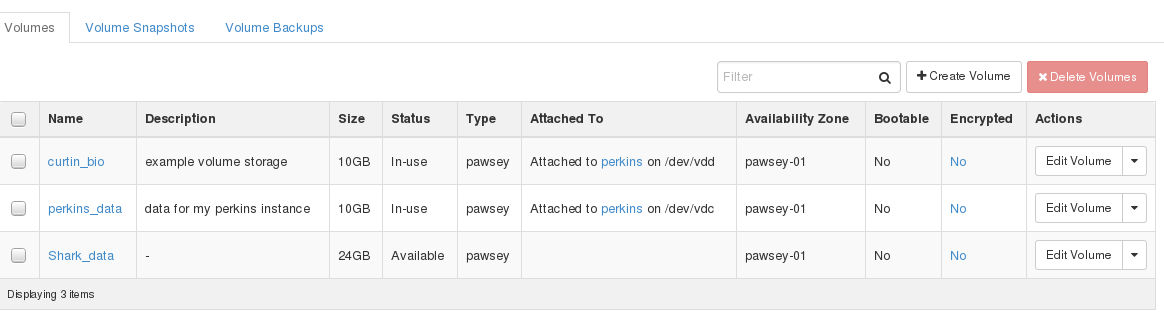 Volumes Volume Snapshots Volume Backups
Filter Create Volume Delete Volumes
Name Description Size Status Type Attached To Availability Zone Bootable Encrypted Actions
curtin_bio example volume storage 10GB In-use pawsey Attached to perkins on /dev/vdd pawsey-01 No No Edit Volume
perkins_data data for my perkins instance 10GB In-use pawsey Attached to perkins on /dev/vdc pawsey-01 No No Edit Volume
Shark_data - 24GB Available pawsey pawsey-01 No No Edit Volume
Displaying 3 items